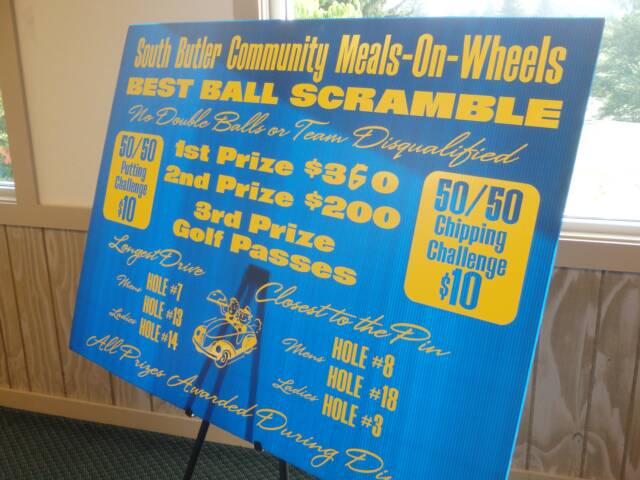 South Butler Community Meals-On-Wheels
BEST BALL SCRAMBLE
No Double Balls or Team Disqualified
50/50
Putting
Challenge
$10
1st Prize $350
2nd Prize $200
3rd Prize
Golf Passes
50/50
Chipping
Challenge
$10
Longest Drive
Mens HOLE #7
HOLE #13
Ladies HOLE #14
Closest to the Pin
Mens HOLE #8
HOLE #18
Ladies HOLE #3
All Prizes Awarded During